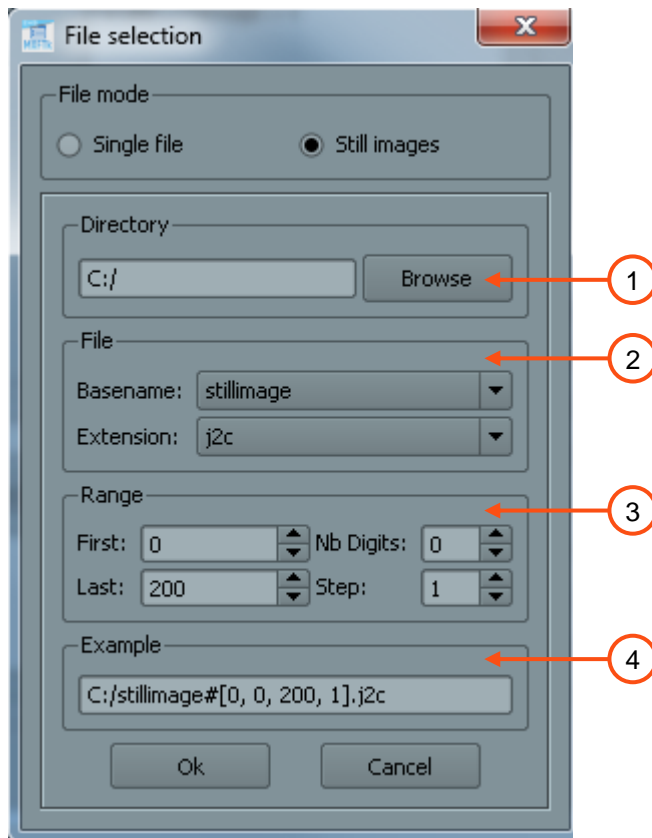 File selection
File mode
Single file
Still images
Directory
C:/
Browse
1
File
2
Basename: stillimage
Extension: j2c
Range
3
First: 0 Nb Digits: 0
Last: 200 Step: 1
Example
4
C:/stillimage#[0, 0, 200, 1].j2c
Ok
Cancel